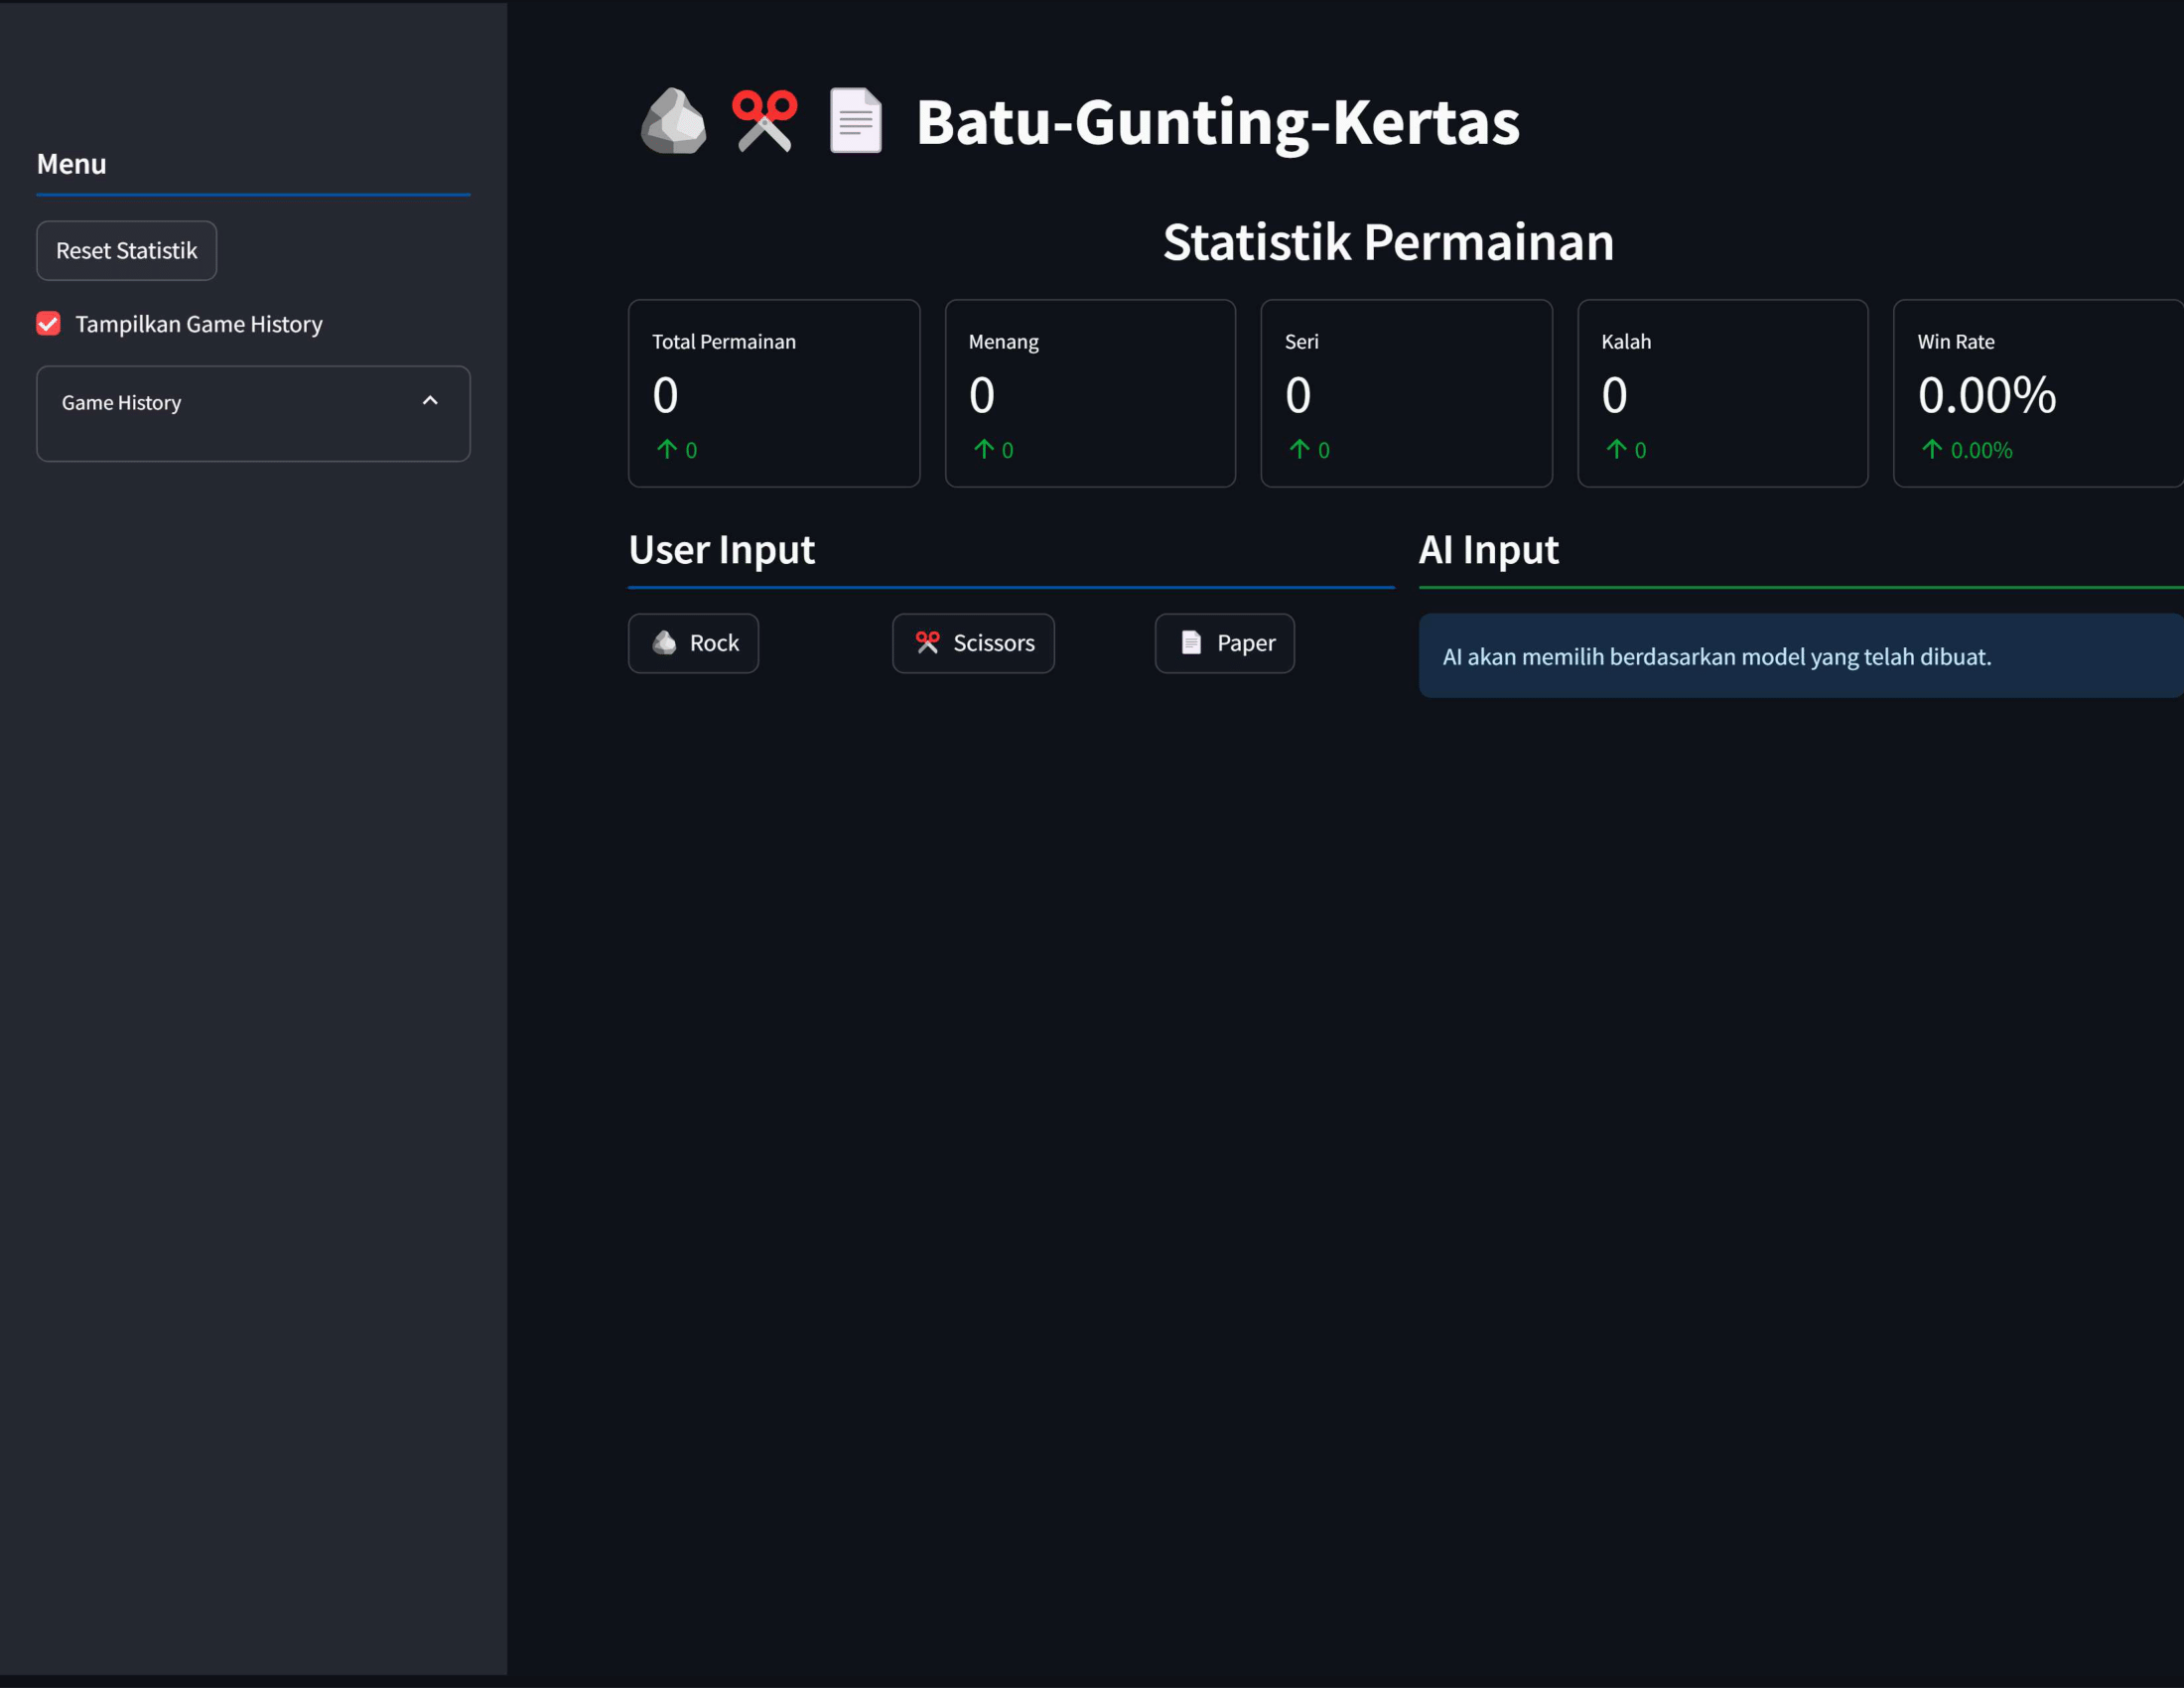 Menu
Reset Statistik
Tampilkan Game History
Game History
Batu-Gunting-Kertas
Statistik Permainan
Total Permainan
0
0
Menang
0
0
Seri
0
0
Kalah
0
0
Win Rate
0.00%
0.00%
User Input
Rock
Scissors
Paper
AI Input
AI akan memilih berdasarkan model yang telah dibuat.